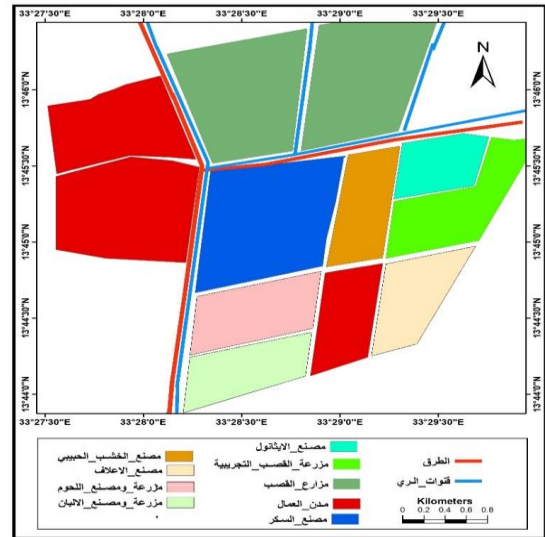 33°27'30"E 33°28'0"E 33°28'30"E 33°29'0"E 33°29'30"E
N
13°46'0"N 13°46'0"N
13°45'30"N 13°45'30"N
13°45'0"N 13°45'0"N
13°44'30"N 13°44'30"N
13°44'0"N 13°44'0"N
33°27'30"E 33°28'0"E 33°28'30"E 33°29'0"E 33°29'30"E
الطرق
قنوات_الري
Kilometers
0 0.2 0.4 0.6 0.8
مصنع_الايثانول
مزرعة_القصب_التجريبية
مزارع_القصب
مدن_العمال
مصنع_السكر
مصنع_الخشب_الحبيبي
مصنع_الاعلاف
مزرعة_ومصنع_اللحوم
مزرعة_ومصنع_الالبان